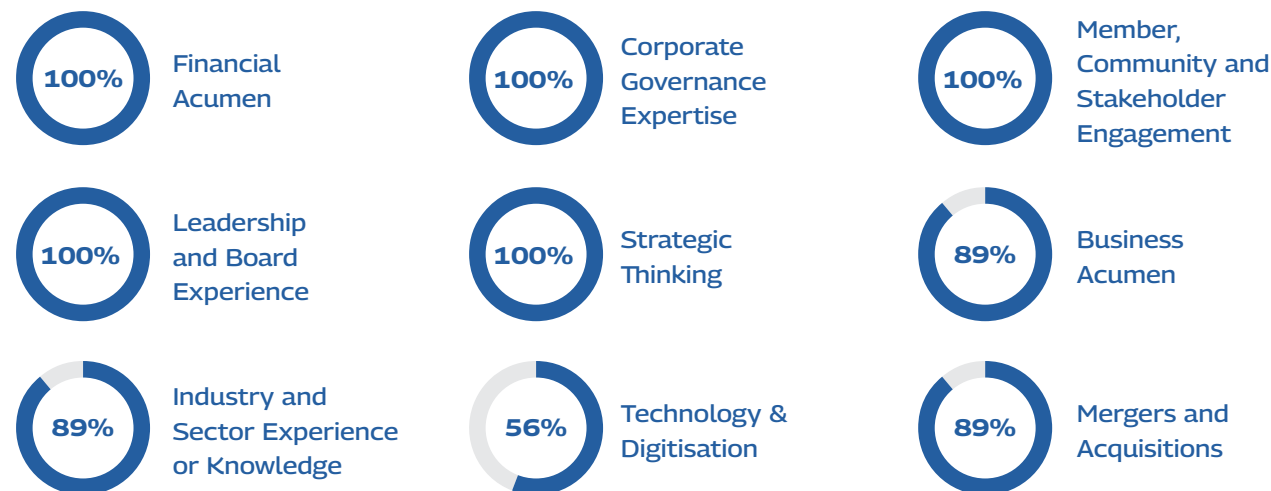 100%
Financial
Acumen
100%
Corporate
Governance
Expertise
100%
Member,
Community and
Stakeholder
Engagement
100%
Leadership
and Board
Experience
100%
Strategic
Thinking
89%
Business
Acumen
89%
Industry and
Sector Experience
or Knowledge
56%
Technology &
Digitisation
89%
Mergers and
Acquisitions